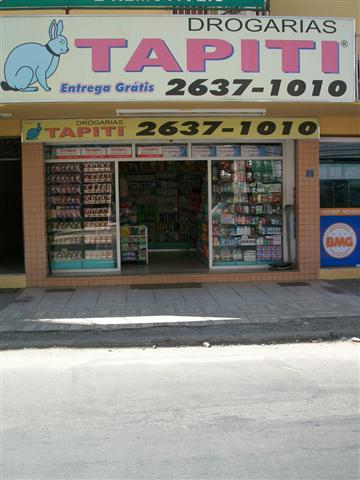 DROGARIAS
TAPITI®
Entrega Grátis 2637-1010
DROGARIAS
TAPITI 2637-1010
BMG